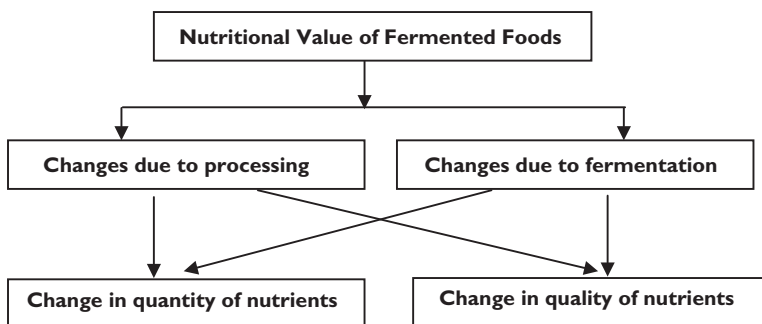 Nutritional Value of Fermented Foods
Changes due to processing
Changes due to fermentation
Change in quantity of nutrients
Change in quality of nutrients